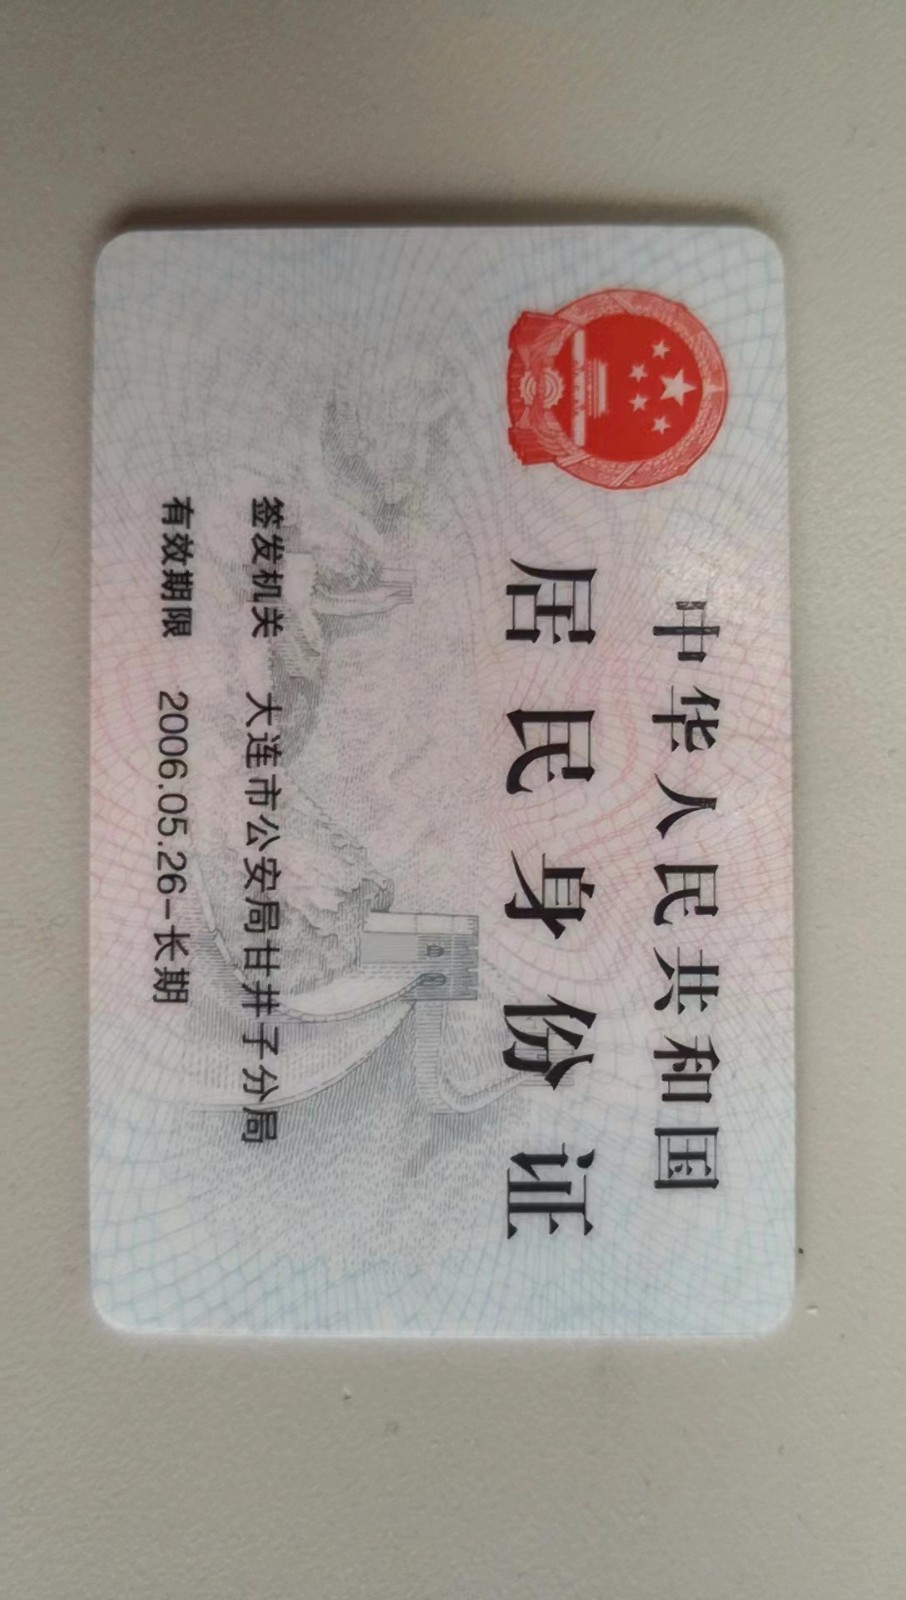 中华人民共和国
居民身份证
签发机关 大连市公安局甘井子分局
有效期限 2006.05.26-长期